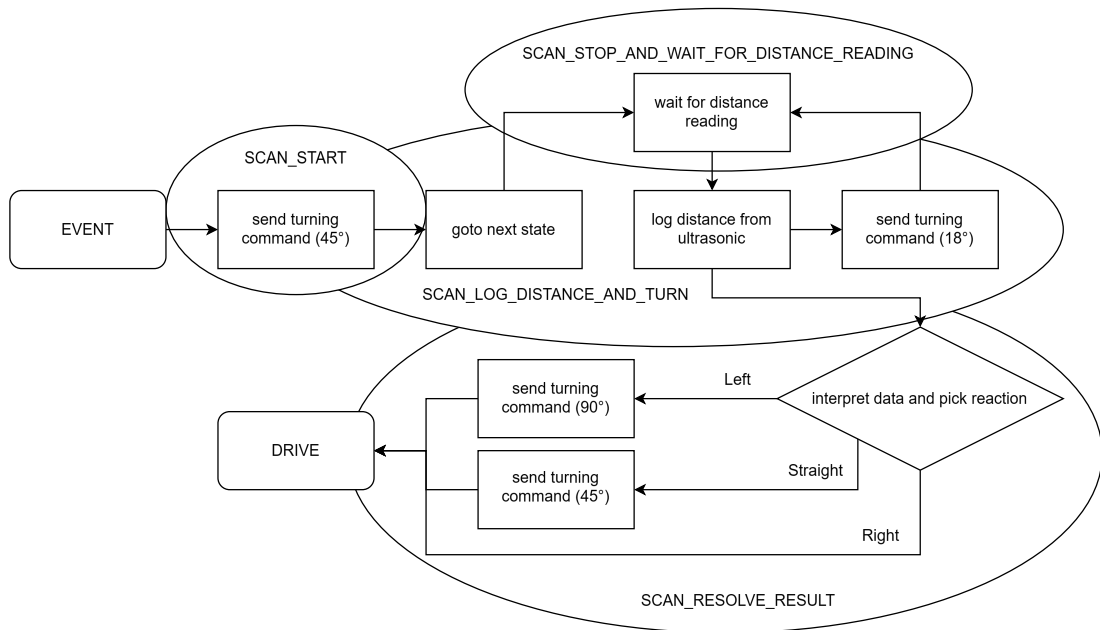 SCAN_STOP_AND_WAIT_FOR_DISTANCE_READING
wait for distance
reading
SCAN_START
EVENT
send turning
command (45°)
goto next state
log distance from
ultrasonic
send turning
command (18°)
SCAN_LOG_DISTANCE_AND_TURN
interpret data and pick reaction
Left
send turning
command (90°)
DRIVE
Straight
send turning
command (45°)
Right
SCAN_RESOLVE_RESULT